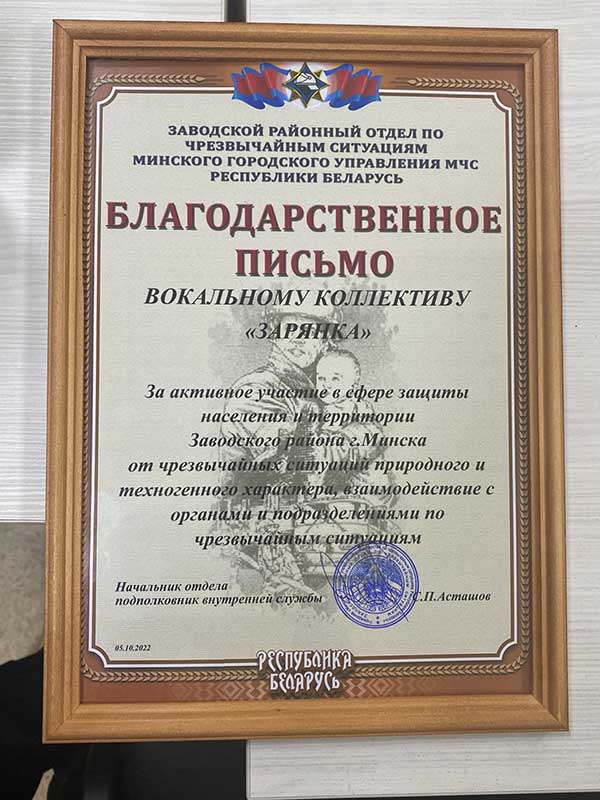 ЗАВОДСКОЙ РАЙОННЫЙ ОТДЕЛ ПО
ЧРЕЗВЫЧАЙНЫМ СИТУАЦИЯМ
МИНСКОГО ГОРОДСКОГО УПРАВЛЕНИЯ МЧС
РЕСПУБЛИКИ БЕЛАРУСЬ
БЛАГОДАРСТВЕННОЕ
ПИСЬМО
ВОКАЛЬНОМУ КОЛЛЕКТИВУ
«ЗАРЯНКА»
За активное участие в сфере защиты
населения и территории
Заводского района г.Минска
от чрезвычайных ситуаций природного и
техногенного характера, взаимодействие с
органами и подразделениями по
чрезвычайным ситуациям
Начальник отдела
подполковник внутренней службы С.П.Асташов
05.10.2022
РЕСПУБЛИКА
БЕЛАРУСЬ